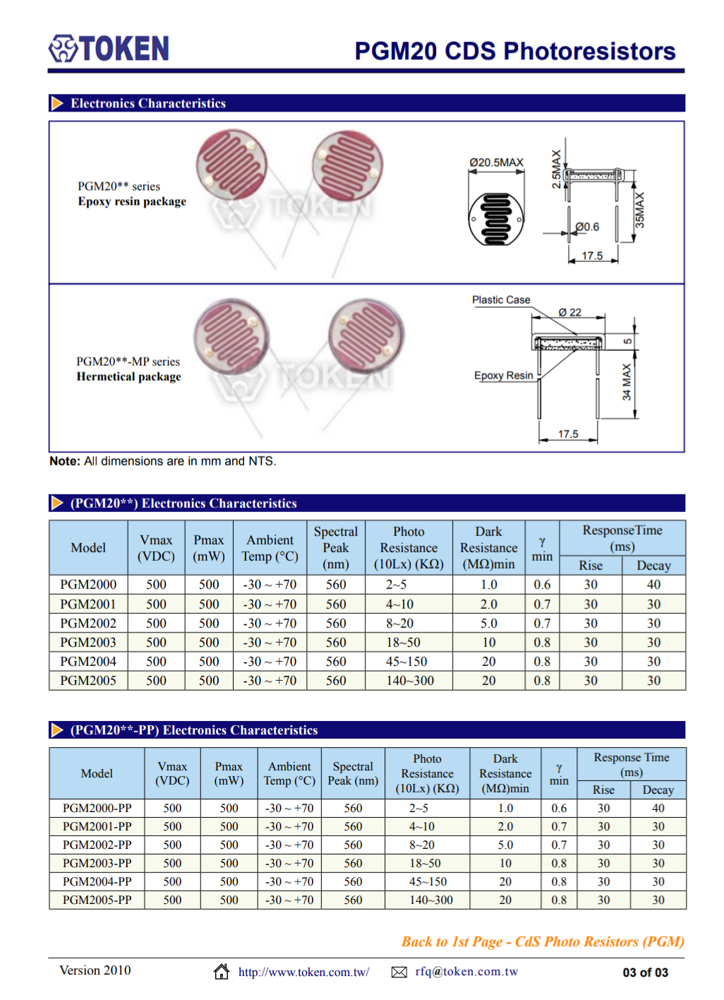 TOKEN
PGM20 CDS Photoresistors
Electronics Characteristics
PGM20** series
Epoxy resin package
TOKEN
Ø20.5MAX
2.5MAX
35MAX
Ø0.6
17.5
PGM20**-MP series
Hermetical package
TOKEN
Plastic Case
Ø 22
5
Epoxy Resin
34 MAX
17.5
Note: All dimensions are in mm and NTS.
(PGM20**) Electronics Characteristics
Model Vmax (VDC) Pmax (mW) Ambient Temp (°C) Spectral Peak (nm) Photo Resistance (10Lx) (KΩ) Dark Resistance (MΩ)min γ min ResponseTime (ms) Rise Decay
PGM2000 500 500 -30 ~ +70 560 2~5 1.0 0.6 30 40
PGM2001 500 500 -30 ~ +70 560 4~10 2.0 0.7 30 30
PGM2002 500 500 -30 ~ +70 560 8~20 5.0 0.7 30 30
PGM2003 500 500 -30 ~ +70 560 18~50 10 0.8 30 30
PGM2004 500 500 -30 ~ +70 560 45~150 20 0.8 30 30
PGM2005 500 500 -30 ~ +70 560 140~300 20 0.8 30 30
(PGM20**-PP) Electronics Characteristics
Model Vmax (VDC) Pmax (mW) Ambient Temp (°C) Spectral Peak (nm) Photo Resistance (10Lx) (KΩ) Dark Resistance (MΩ)min γ min Response Time (ms) Rise Decay
PGM2000-PP 500 500 -30 ~ +70 560 2~5 1.0 0.6 30 40
PGM2001-PP 500 500 -30 ~ +70 560 4~10 2.0 0.7 30 30
PGM2002-PP 500 500 -30 ~ +70 560 8~20 5.0 0.7 30 30
PGM2003-PP 500 500 -30 ~ +70 560 18~50 10 0.8 30 30
PGM2004-PP 500 500 -30 ~ +70 560 45~150 20 0.8 30 30
PGM2005-PP 500 500 -30 ~ +70 560 140~300 20 0.8 30 30
Back to 1st Page - CdS Photo Resistors (PGM)
Version 2010 http://www.token.com.tw/ rfq@token.com.tw 03 of 03